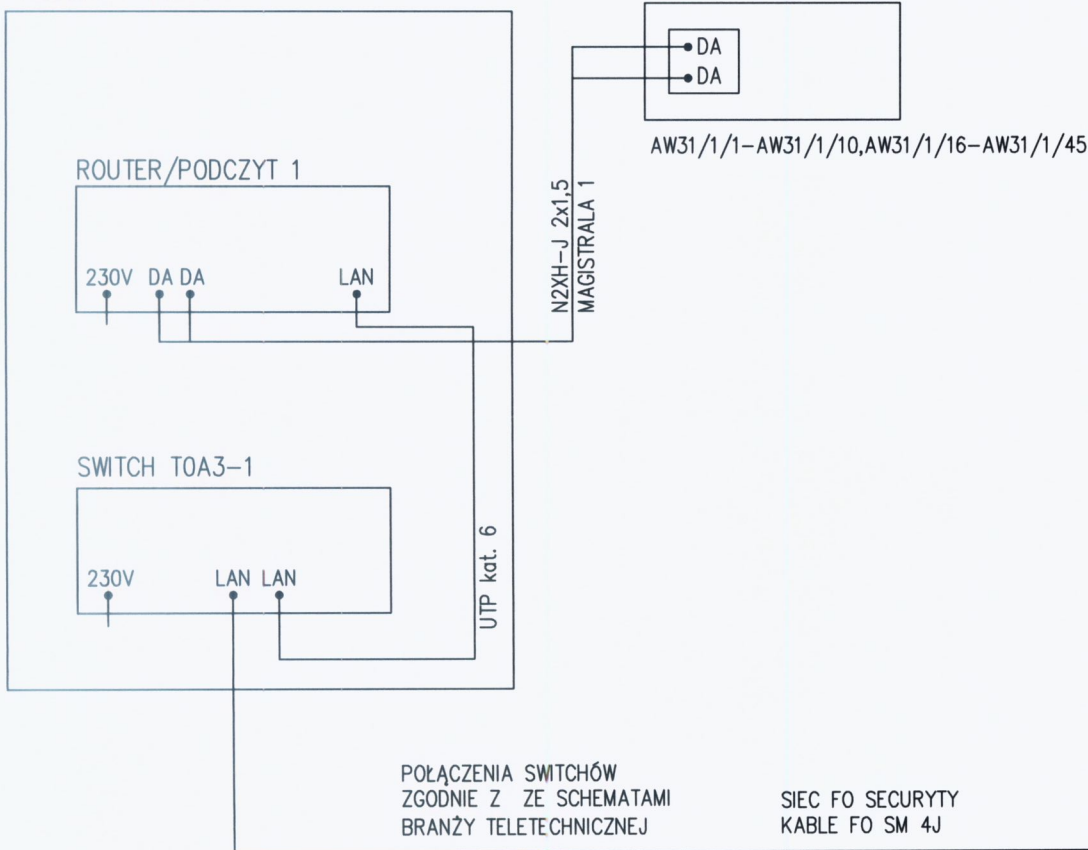 DA
DA
AW31/1/1-AW31/1/10,AW31/1/16-AW31/1/45
ROUTER/PODCZYT 1
230V DA DA LAN
N2XH-J 2x1,5
MAGISTRALA 1
SWITCH TOA3-1
230V LAN LAN
UTP kat. 6
POŁĄCZENIA SWITCHÓW
ZGODNIE Z ZE SCHEMATAMI
BRANŻY TELETECHNICZNEJ
SIEC FO SECURYTY
KABLE FO SM 4J